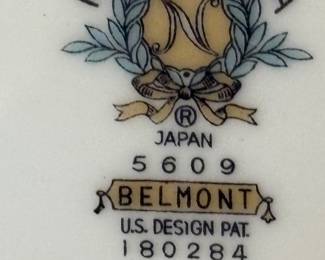 N
®
JAPAN
5609
BELMONT
U.S. DESIGN PAT.
180284